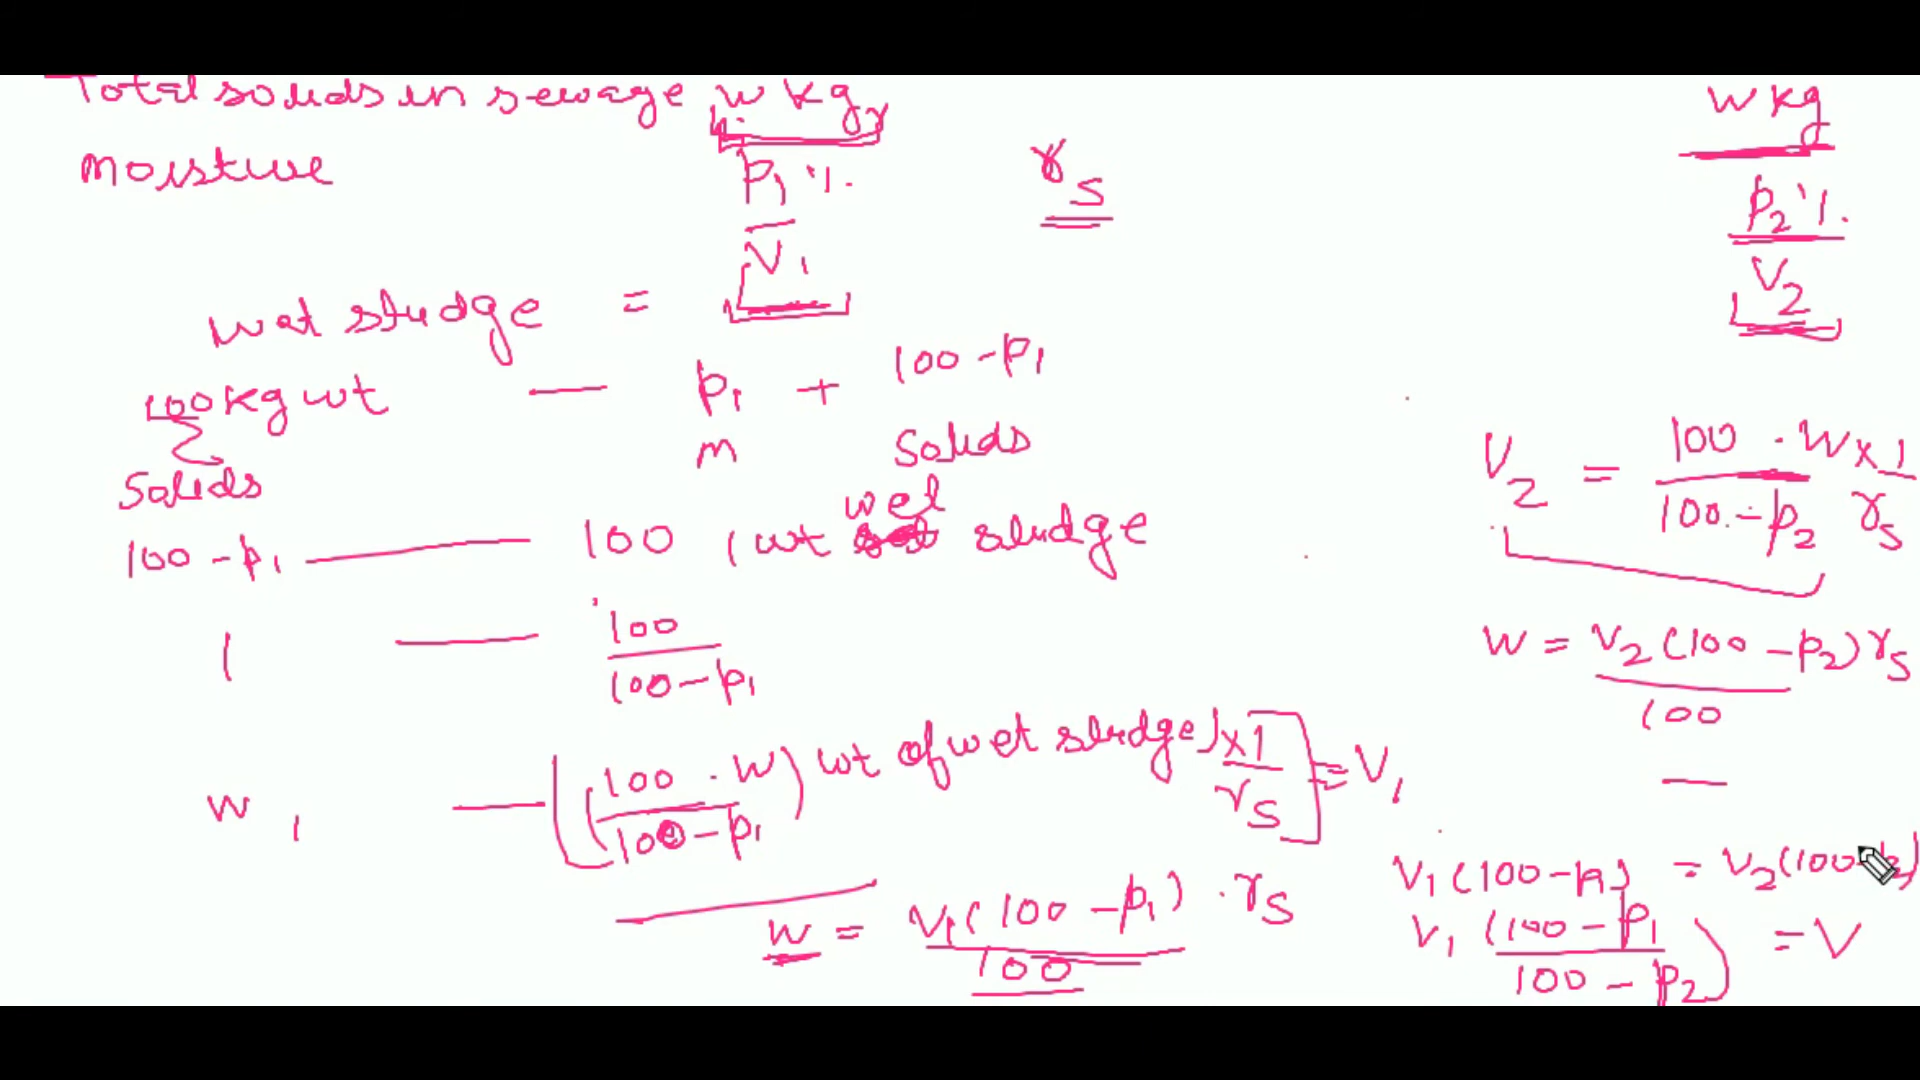 Total solids in sewage w kg
w kg
moisture p₁ %
γs
p₂ %
V₁
V₂
wet sludge =
100 kg wt — p₁ + 100 - p₁
m solids
solids
100 - p₁ — 100 (wt wet sludge
1 — 100 / 100 - p₁
w, — [(100 / 100 - p₁ . w) wt of wet sludge) × 1 / γs] = V₁
w = V₁(100 - p₁) . γs / 100
V₂ = 100 / 100 - p₂ . w × 1 / γs
w = V₂(100 - p₂) γs / 100
V₁(100 - p₁) = V₂(100
V₁ (100 - p₁ / 100 - p₂) = V